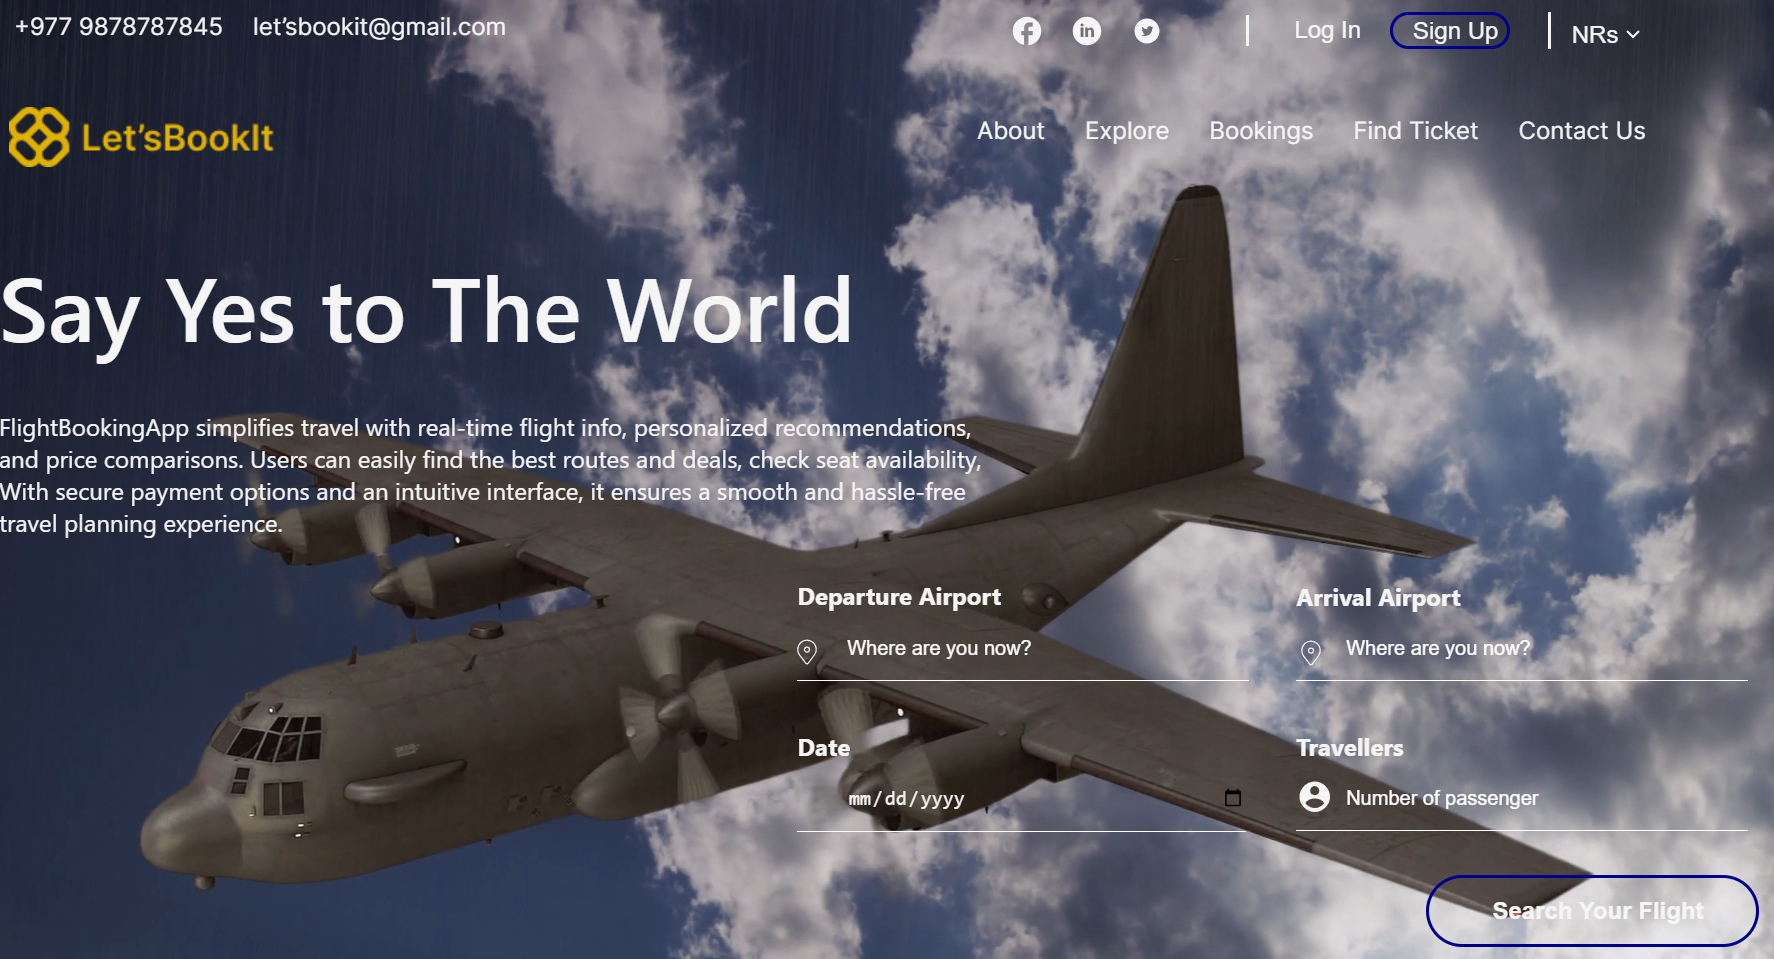 +977 9878787845 let’sbookit@gmail.com Log In Sign Up NRs
Let’sBookIt About Explore Bookings Find Ticket Contact Us
Say Yes to The World
FlightBookingApp simplifies travel with real-time flight info, personalized recommendations,
and price comparisons. Users can easily find the best routes and deals, check seat availability,
With secure payment options and an intuitive interface, it ensures a smooth and hassle-free
travel planning experience.
Departure Airport
Where are you now?
Arrival Airport
Where are you now?
Date
mm/dd/yyyy
Travellers
Number of passenger
Search Your Flight